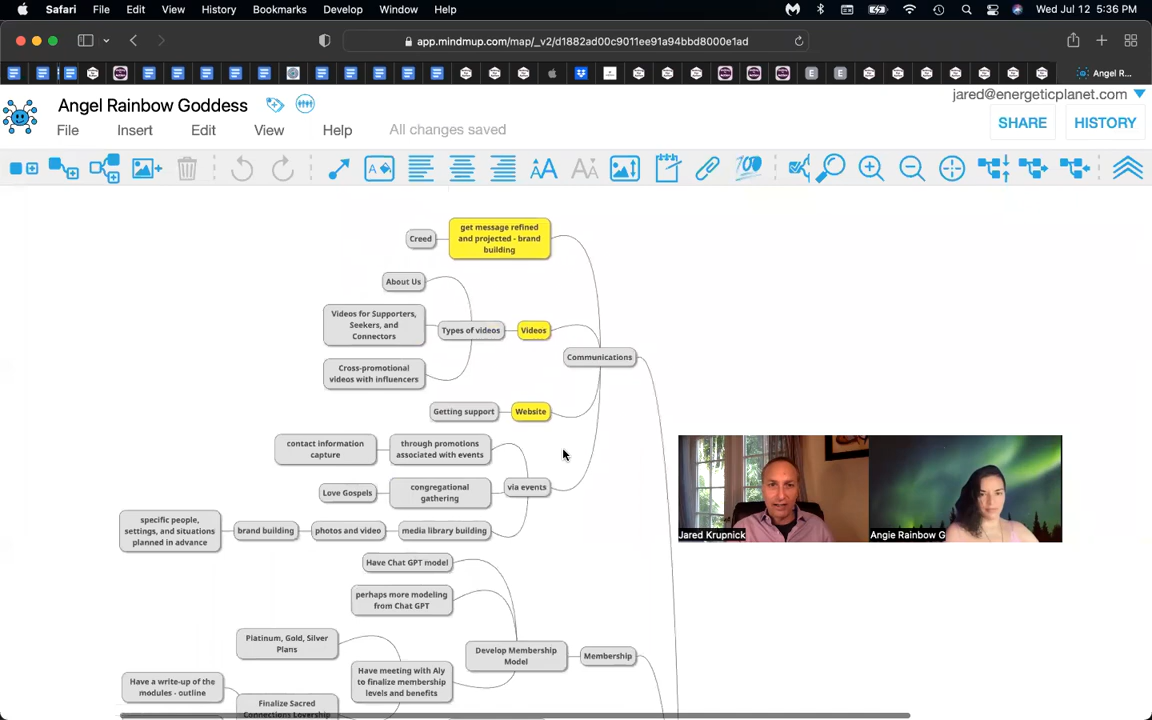 Safari File Edit View History Bookmarks Develop Window Help Wed Jul 12 5:36 PM
app.mindmup.com/map/_v2/d1882ad00c9011ee91a94bbd8000e1ad
Angel R...
Angel Rainbow Goddess
jared@energeticplanet.com
File Insert Edit View Help All changes saved
SHARE HISTORY
get message refined
and projected - brand
building
Creed
About Us
Videos for Supporters,
Seekers, and
Connectors
Types of videos
Videos
Cross-promotional
videos with influencers
Communications
Getting support
Website
contact information
capture
through promotions
associated with events
Love Gospels
congregational
gathering
via events
specific people,
settings, and situations
planned in advance
brand building
photos and video
media library building
Jared Krupnick
Angie Rainbow G
Have Chat GPT model
perhaps more modeling
from Chat GPT
Platinum, Gold, Silver
Plans
Develop Membership
Model
Membership
Have meeting with Aly
to finalize membership
levels and benefits
Have a write-up of the
modules - outline
Finalize Sacred
Connections Lovership